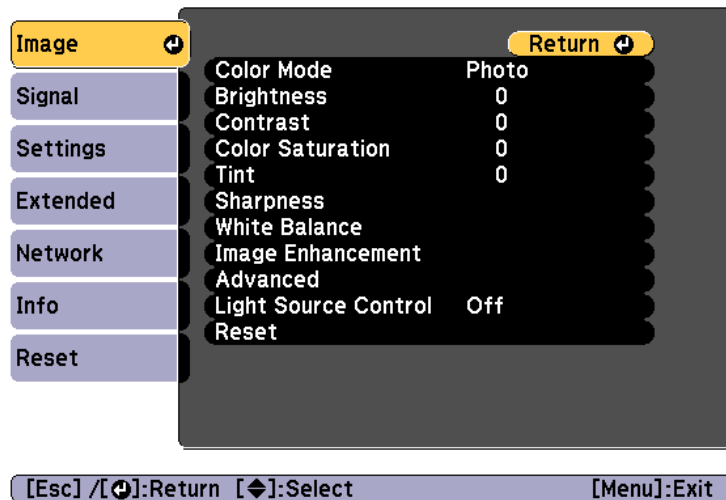 Image
Signal
Settings
Extended
Network
Info
Reset
Return
Color Mode Photo
Brightness 0
Contrast 0
Color Saturation 0
Tint 0
Sharpness
White Balance
Image Enhancement
Advanced
Light Source Control Off
Reset
[Esc] /[⏎]:Return [◆]:Select [Menu]:Exit